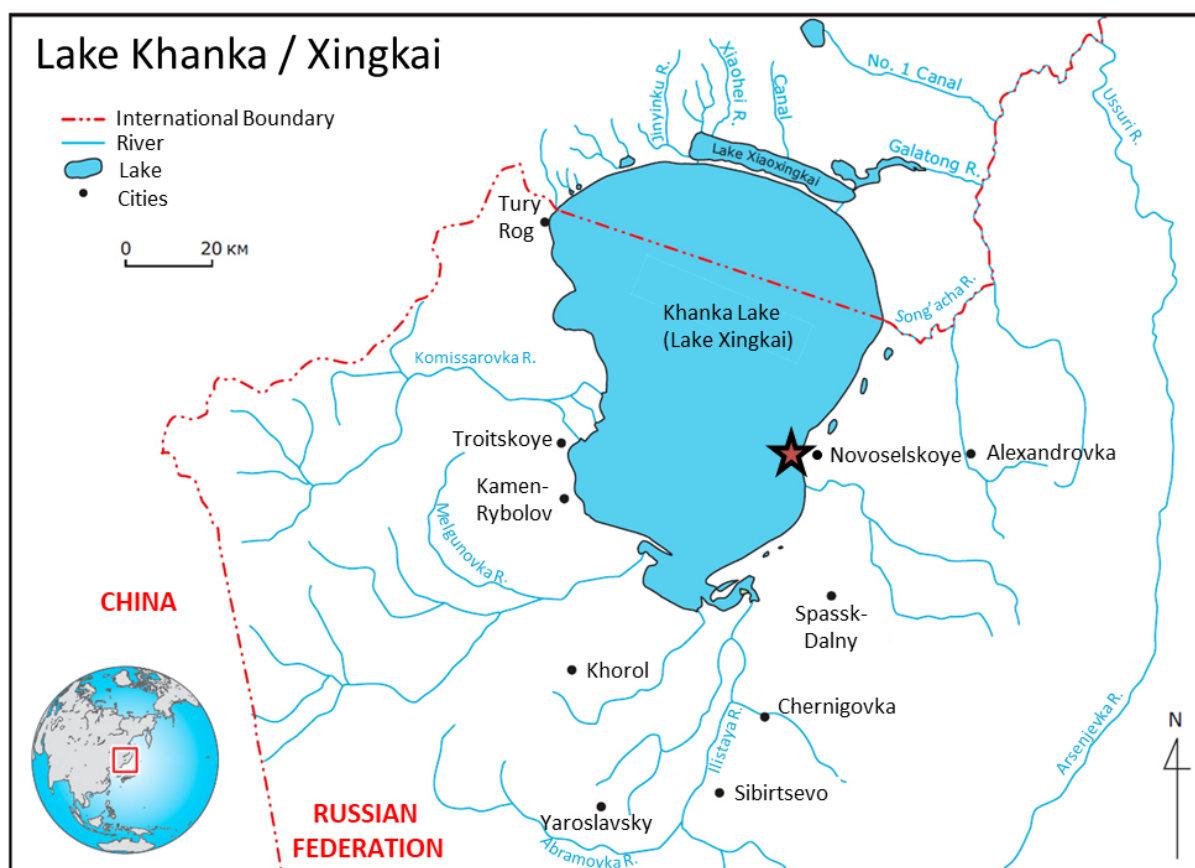 Lake Khanka / Xingkai
International Boundary
River
Lake
Cities
0 20 KM
Jinyinku R.
Xiaohei R.
Canal
No. 1 Canal
Ussuri R.
Lake Xiaoxingkai
Galatong R.
Tury
Rog
Song'acha R.
Khanka Lake
(Lake Xingkai)
Komissarovka R.
Troitskoye
Novoselskoye
Alexandrovka
Kamen-
Rybolov
Melgunovka R.
CHINA
Spassk-
Dalny
Khorol
Chernigovka
Ilistaya R.
Arsenjevka R.
N
Sibirtsevo
Yaroslavsky
Abramovka R.
RUSSIAN
FEDERATION